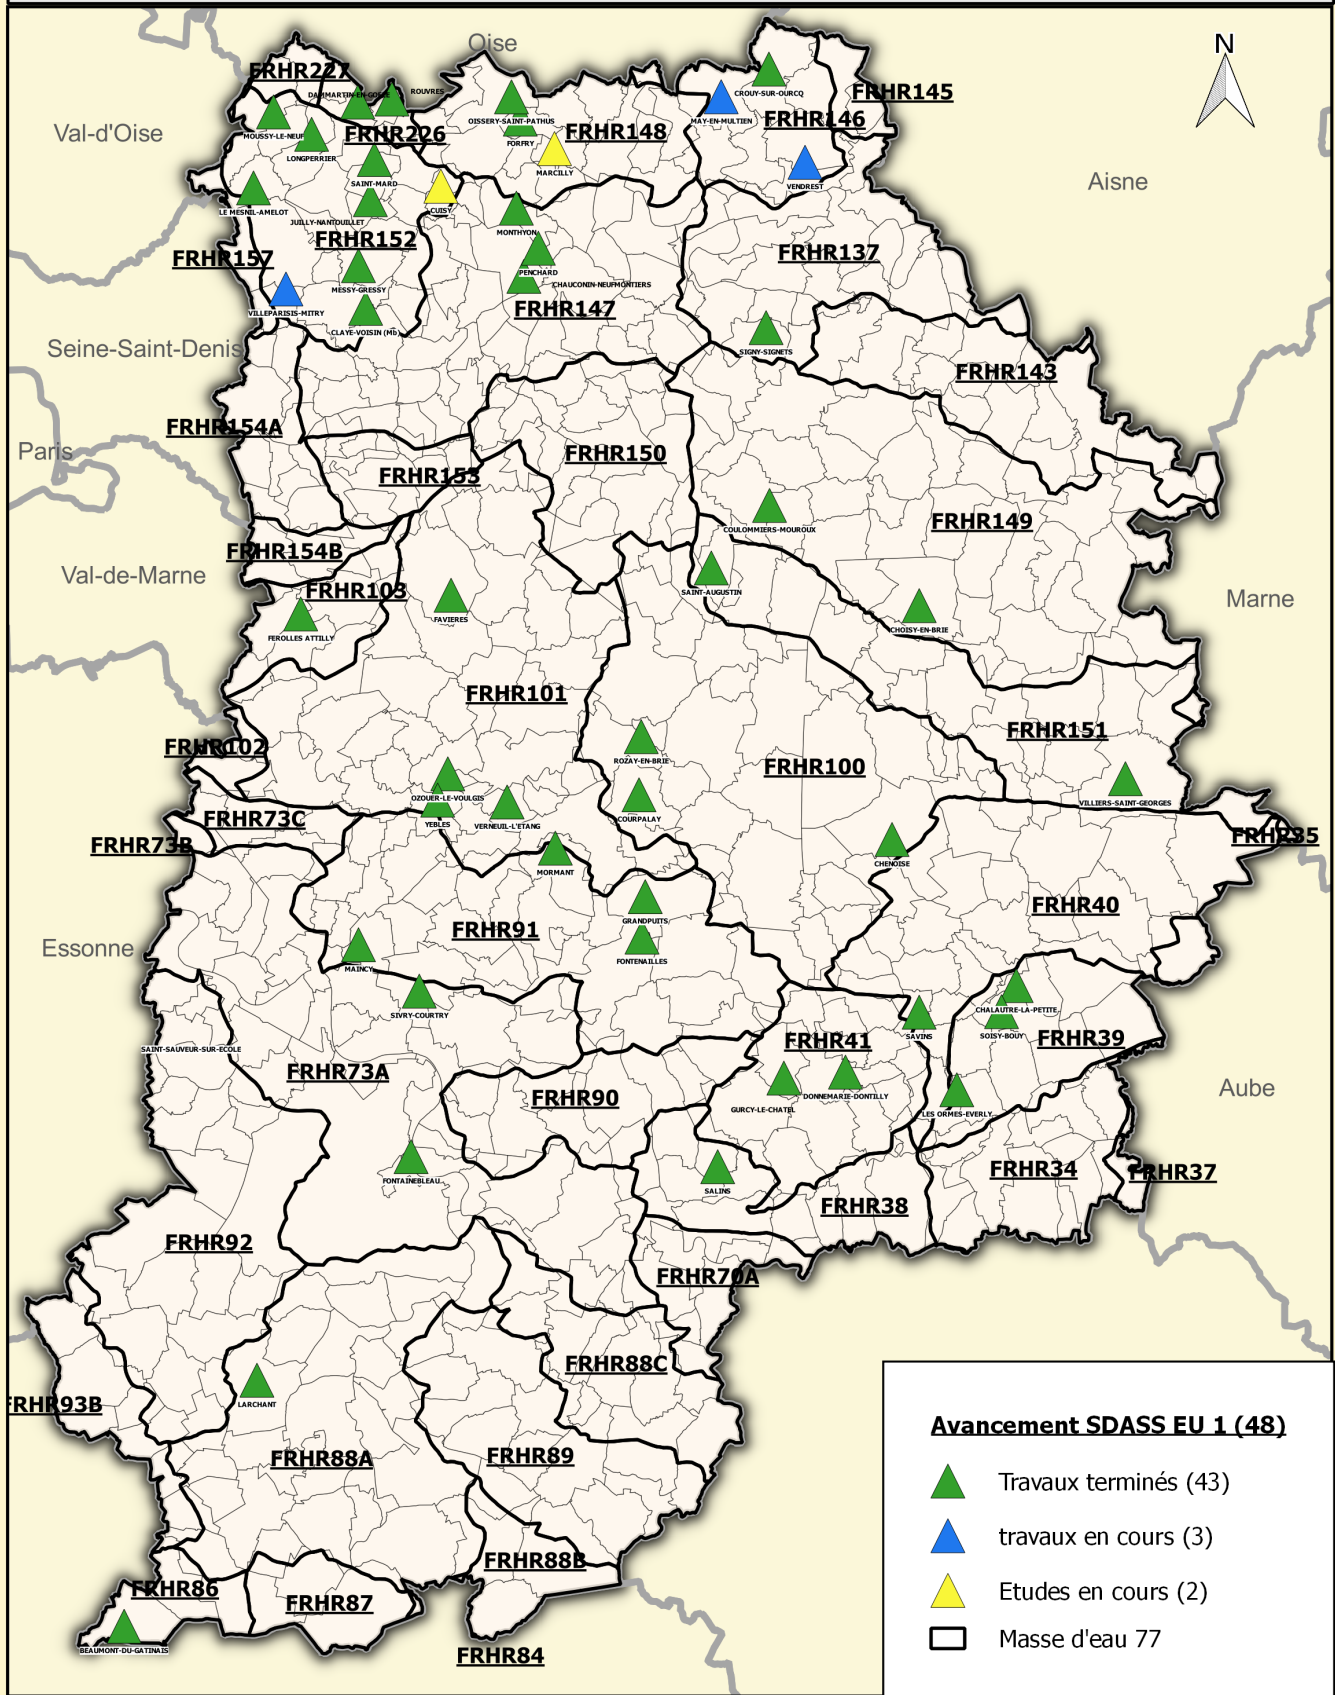 Oise
N
FRHR227
DAMMARTIN-EN-GOELE
ROUVRES
CROUY-SUR-OURCQ
FRHR145
MAY-EN-MULTIEN
FRHR146
OISSERY-SAINT-PATHUS
FRHR148
Val-d'Oise
MOUSSY-LE-NEUF
FRHR226
FORFRY
LONGPERRIER
MARCILLY
SAINT-MARD
VENDREST
Aisne
LE MESNIL-AMELOT
CUISY
JUILLY-NANTOUILLET
MONTHYON
FRHR152
FRHR137
FRHR157
PENCHARD
MESSY-GRESSY
CHAUCONIN-NEUFMONTIERS
VILLEPARISIS-MITRY
FRHR147
CLAYE-VOISIN (Mb)
Seine-Saint-Denis
SIGNY-SIGNETS
FRHR143
FRHR154A
Paris
FRHR150
FRHR153
FRHR149
COULOMMIERS-MOUROUX
FRHR154B
Val-de-Marne
FRHR103
SAINT-AUGUSTIN
Marne
FAVIERES
CHOISY-EN-BRIE
FEROLLES ATTILLY
FRHR101
FRHR151
FRHR102
ROZAY-EN-BRIE
FRHR100
OZOUER-LE-VOULGIS
VILLIERS-SAINT-GEORGES
FRHR73C
YEBLES
VERNEUIL-L'ETANG
COURPALAY
FRHR35
FRHR73B
CHENOISE
MORMANT
FRHR40
GRANDPUITS
FRHR91
Essonne
FONTENAILLES
MAINCY
SIVRY-COURTRY
CHALAUTRE-LA-PETITE
SAVINS
SOISY-BOUY
FRHR39
FRHR41
SAINT-SAUVEUR-SUR-ECOLE
FRHR73A
Aube
FRHR90
DONNEMARIE-DONTILLY
GURCY-LE-CHATEL
LES ORMES-EVERLY
FRHR34
FRHR37
FONTAINEBLEAU
SALINS
FRHR38
FRHR92
FRHR70A
FRHR88C
LARCHANT
FRHR93B
FRHR88A
FRHR89
FRHR88B
FRHR86
FRHR87
BEAUMONT-DU-GATINAIS
FRHR84
Avancement SDASS EU 1 (48)
Travaux terminés (43)
travaux en cours (3)
Etudes en cours (2)
Masse d'eau 77